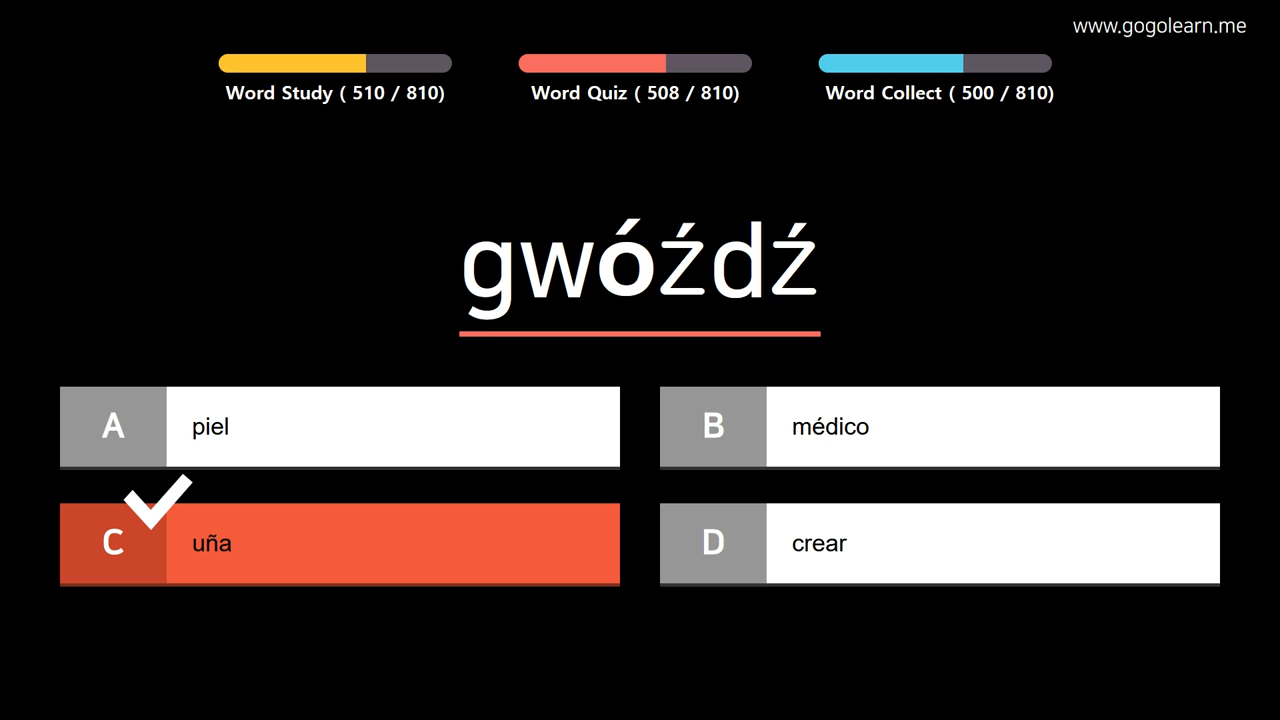 www.gogolearn.me
Word Study ( 510 / 810)
Word Quiz ( 508 / 810)
Word Collect ( 500 / 810)
gwóźdź
A piel
B médico
C uña
D crear